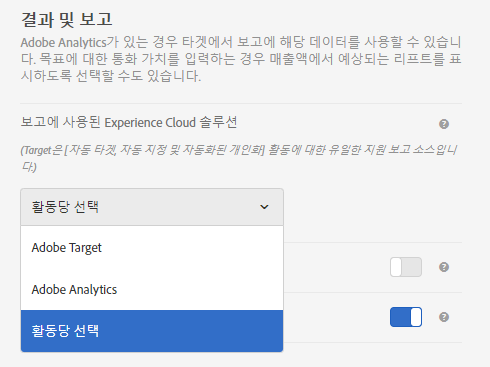 결과 및 보고
Adobe Analytics가 있는 경우 타겟에서 보고에 해당 데이터를 사용할 수 있습니
다. 목표에 대한 통화 가치를 입력하는 경우 매출액에서 예상되는 리프트를 표
시하도록 선택할 수도 있습니다.
보고에 사용된 Experience Cloud 솔루션
(Target은 [자동 타겟, 자동 지정 및 자동화된 개인화] 활동에 대한 유일한 지원 보고 소스입니
다.)
활동당 선택
Adobe Target
Adobe Analytics
활동당 선택